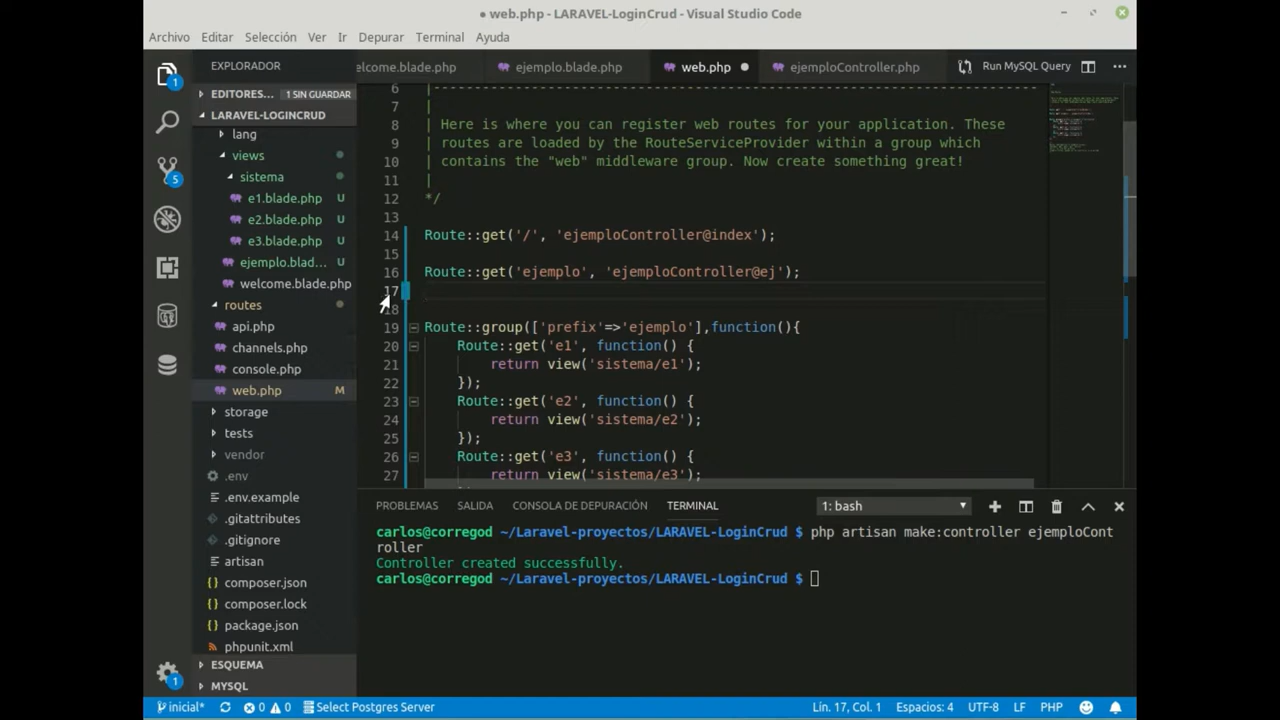 ● web.php - LARAVEL-LoginCrud - Visual Studio Code
Archivo Editar Selección Ver Ir Depurar Terminal Ayuda
EXPLORADOR
elcome.blade.php ejemplo.blade.php web.php ejemploController.php Run MySQL Query
EDITORES... 1 SIN GUARDAR
LARAVEL-LOGINCRUD
lang
views
sistema
e1.blade.php U
e2.blade.php U
e3.blade.php U
ejemplo.blad... U
welcome.blade.php
routes
api.php
channels.php
console.php
web.php M
storage
tests
vendor
.env
.env.example
.gitattributes
.gitignore
artisan
composer.json
composer.lock
package.json
phpunit.xml
ESQUEMA
MYSQL
1
5
1
6 |--------------------------------------------------------------------------
7 |
8 | Here is where you can register web routes for your application. These
9 | routes are loaded by the RouteServiceProvider within a group which
10 | contains the "web" middleware group. Now create something great!
11 |
12 */
13
14 Route::get('/', 'ejemploController@index');
15
16 Route::get('ejemplo', 'ejemploController@ej');
17
18
19 Route::group(['prefix'=>'ejemplo'],function(){
20 Route::get('e1', function() {
21 return view('sistema/e1');
22 });
23 Route::get('e2', function() {
24 return view('sistema/e2');
25 });
26 Route::get('e3', function() {
27 return view('sistema/e3');
PROBLEMAS SALIDA CONSOLA DE DEPURACIÓN TERMINAL 1: bash
carlos@corregod ~/Laravel-proyectos/LARAVEL-LoginCrud $ php artisan make:controller ejemploCont
roller
Controller created successfully.
carlos@corregod ~/Laravel-proyectos/LARAVEL-LoginCrud $
inicial* 0 0 Select Postgres Server Lín. 17, Col. 1 Espacios: 4 UTF-8 LF PHP